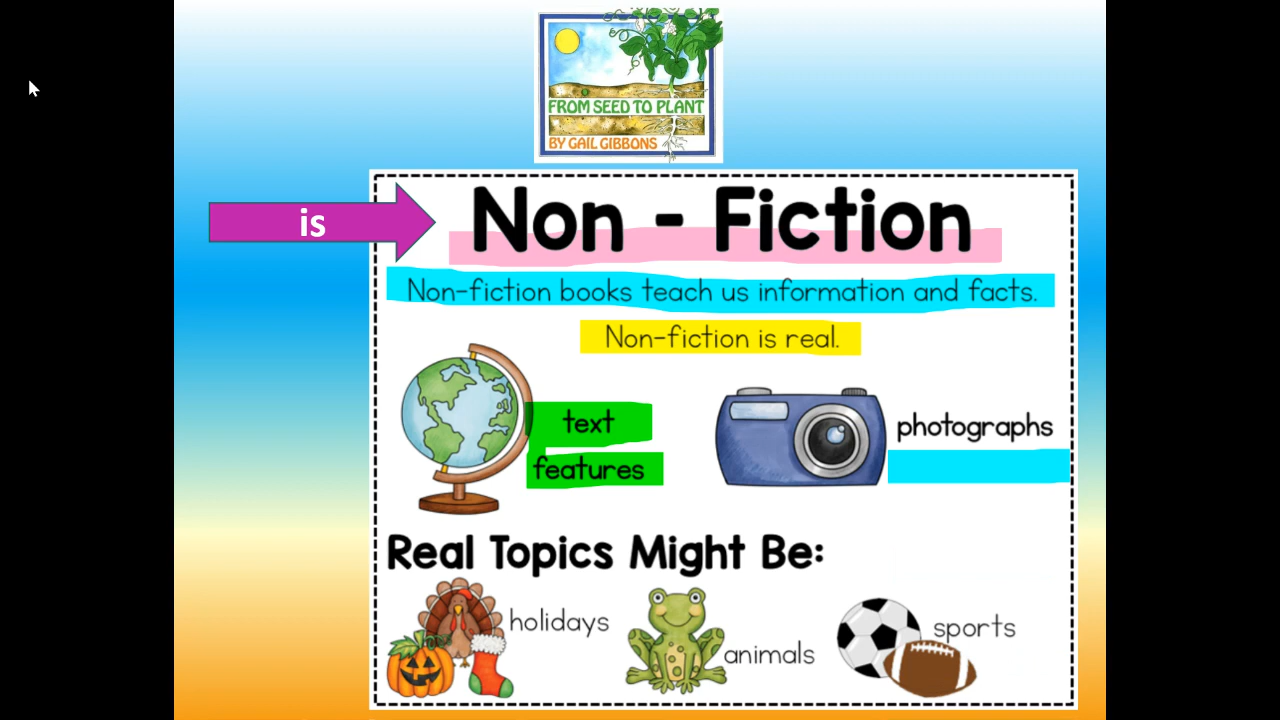 FROM SEED TO PLANT
BY GAIL GIBBONS
is
Non - Fiction
Non-fiction books teach us information and facts.
Non-fiction is real.
text
features
photographs
Real Topics Might Be:
holidays
animals
sports